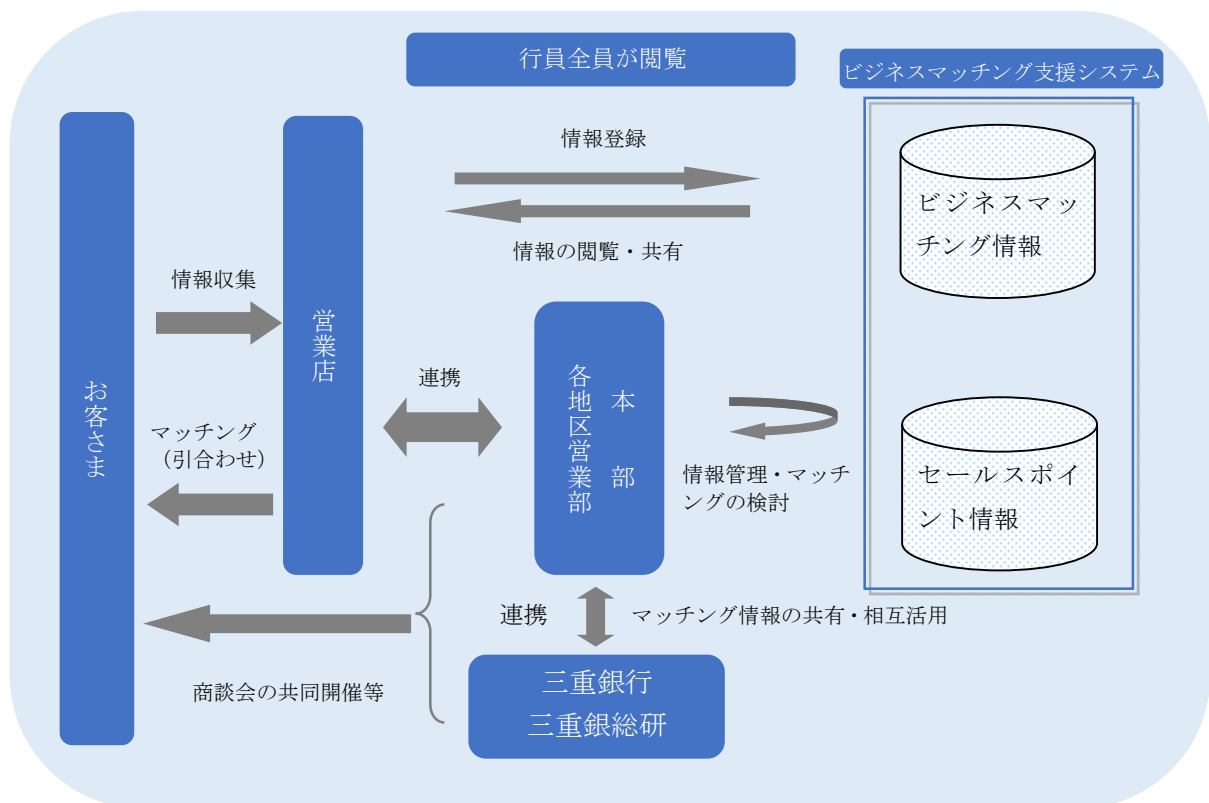 行員全員が閲覧
ビジネスマッチング支援システム
情報登録
情報の閲覧・共有
ビジネスマッ
チング情報
情報収集
営業店
お客さま
連携
本部
各地区営業部
マッチング
（引合わせ）
情報管理・マッチ
ングの検討
セールスポイ
ント情報
連携
マッチング情報の共有・相互活用
商談会の共同開催等
三重銀行
三重銀総研